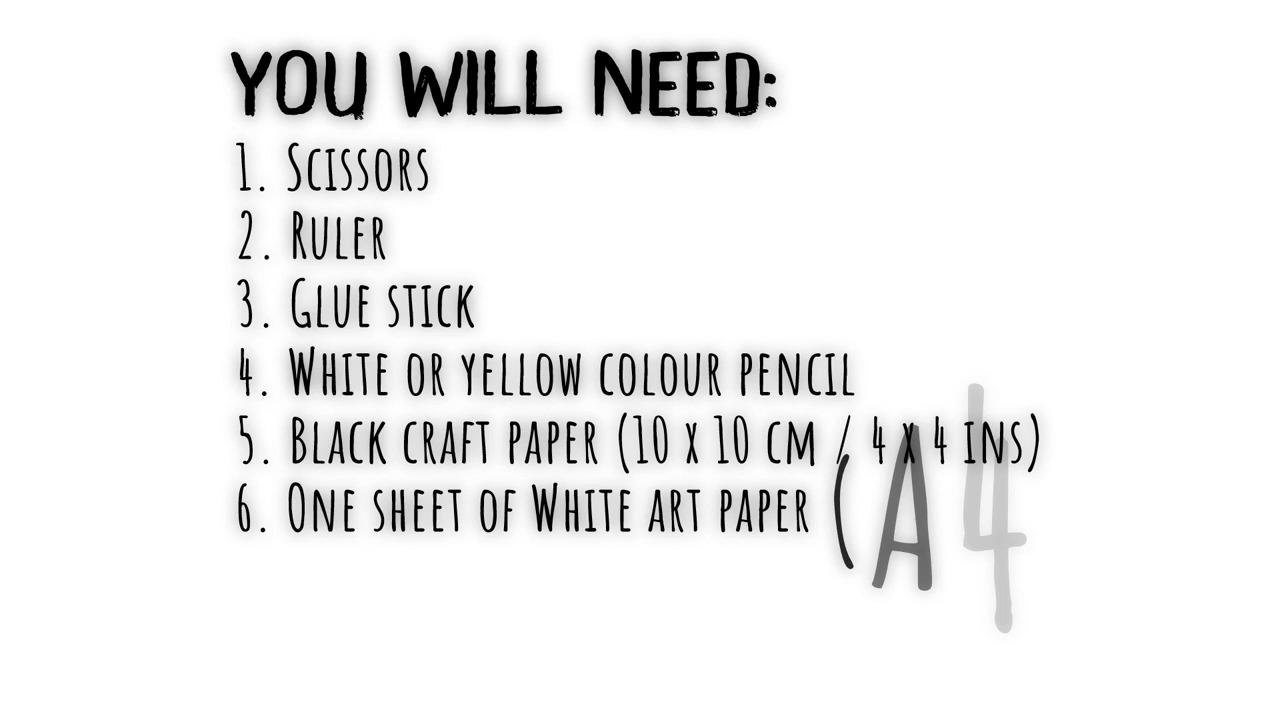 YOU WILL NEED:
1. SCISSORS
2. RULER
3. GLUE STICK
4. WHITE OR YELLOW COLOUR PENCIL
5. BLACK CRAFT PAPER (10 X 10 CM / 4 X 4 INS)
6. ONE SHEET OF WHITE ART PAPER (A4